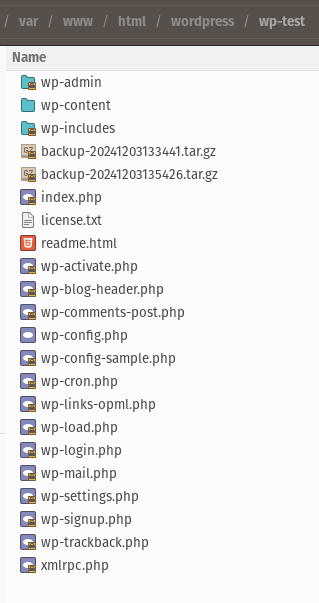 / var / www / html / wordpress / wp-test
Name
wp-admin
wp-content
wp-includes
backup-20241203133441.tar.gz
backup-20241203135426.tar.gz
index.php
license.txt
readme.html
wp-activate.php
wp-blog-header.php
wp-comments-post.php
wp-config.php
wp-config-sample.php
wp-cron.php
wp-links-opml.php
wp-load.php
wp-login.php
wp-mail.php
wp-settings.php
wp-signup.php
wp-trackback.php
xmlrpc.php